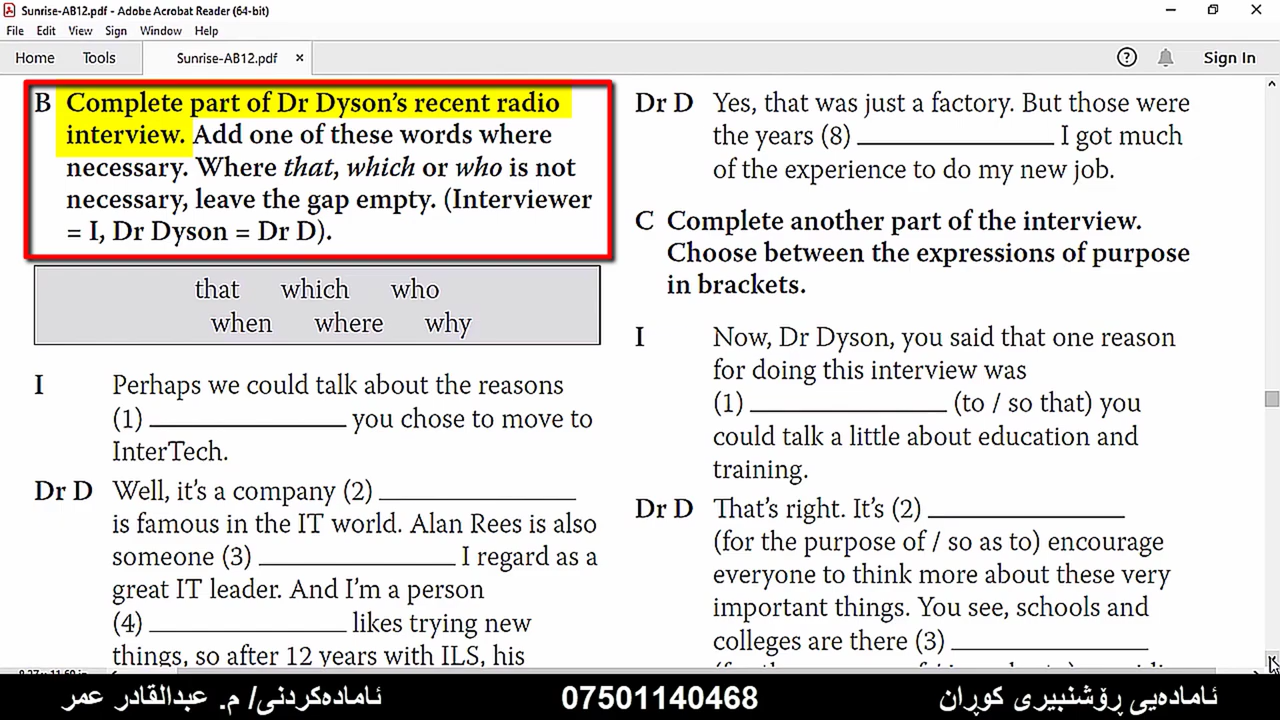 Sunrise-AB12.pdf - Adobe Acrobat Reader (64-bit)
File Edit View Sign Window Help
Home Tools Sunrise-AB12.pdf × Sign In
B Complete part of Dr Dyson's recent radio
interview. Add one of these words where
necessary. Where that, which or who is not
necessary, leave the gap empty. (Interviewer
= I, Dr Dyson = Dr D).
that which who
when where why
I Perhaps we could talk about the reasons
(1) ____________ you chose to move to
InterTech.
Dr D Well, it's a company (2) ____________
is famous in the IT world. Alan Rees is also
someone (3) ____________ I regard as a
great IT leader. And I'm a person
(4) ____________ likes trying new
things, so after 12 years with ILS, his
Dr D Yes, that was just a factory. But those were
the years (8) ____________ I got much
of the experience to do my new job.
C Complete another part of the interview.
Choose between the expressions of purpose
in brackets.
I Now, Dr Dyson, you said that one reason
for doing this interview was
(1) ____________ (to / so that) you
could talk a little about education and
training.
Dr D That's right. It's (2) ____________
(for the purpose of / so as to) encourage
everyone to think more about these very
important things. You see, schools and
colleges are there (3) ____________
ئامادەیی ڕۆشنبیری کوڕان 07501140468 ئامادەکردنی/ م. عبدالقادر عمر